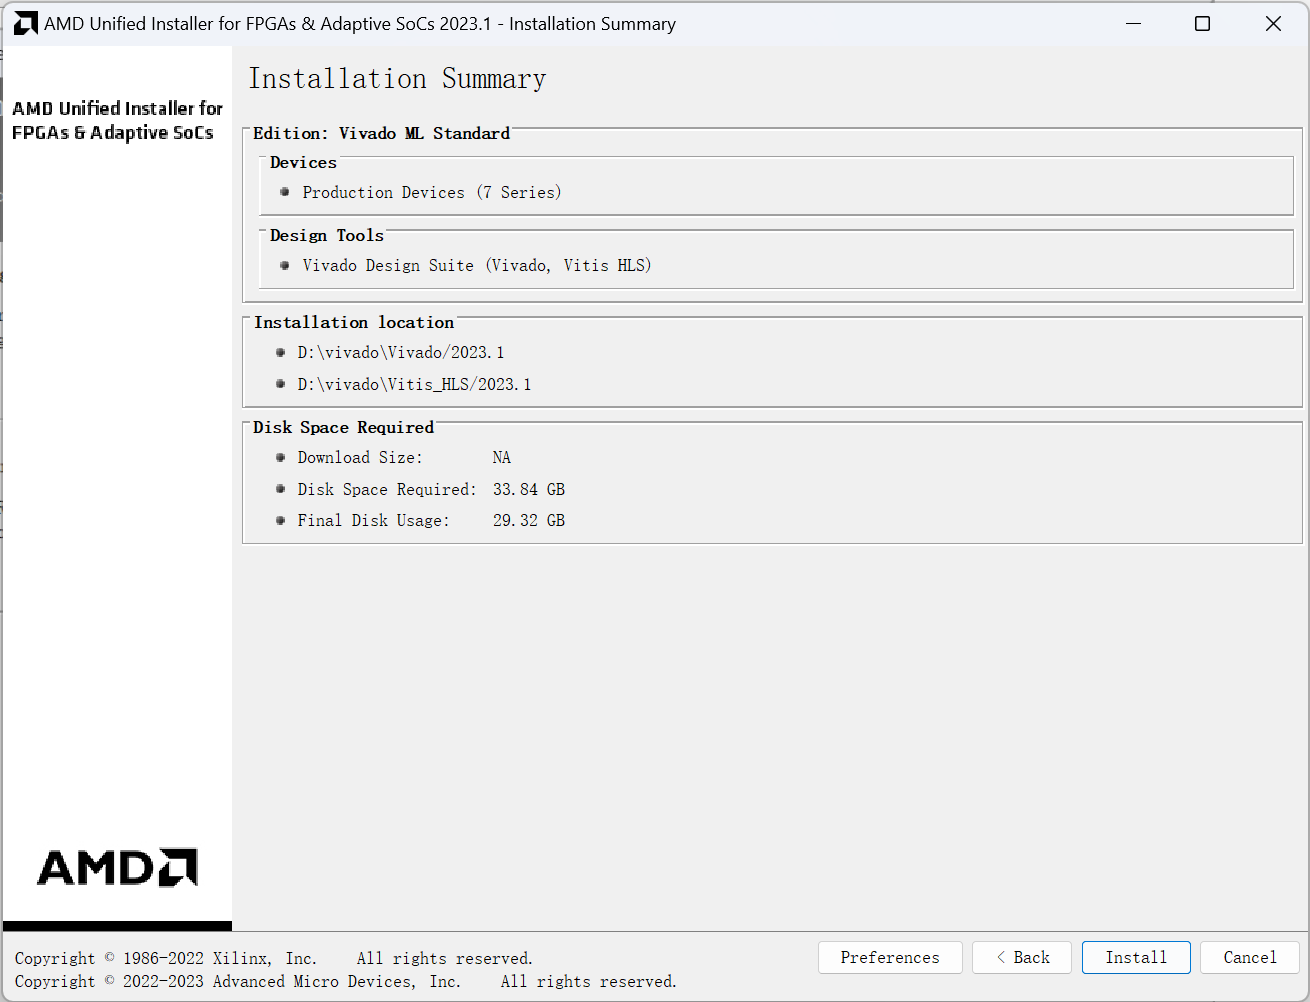 AMD Unified Installer for FPGAs & Adaptive SoCs 2023.1 - Installation Summary
AMD Unified Installer for
FPGAs & Adaptive SoCs
Installation Summary
Edition: Vivado ML Standard
Devices
Production Devices (7 Series)
Design Tools
Vivado Design Suite (Vivado, Vitis HLS)
Installation location
D:\vivado\Vivado/2023.1
D:\vivado\Vitis_HLS/2023.1
Disk Space Required
Download Size: NA
Disk Space Required: 33.84 GB
Final Disk Usage: 29.32 GB
AMD
Copyright © 1986-2022 Xilinx, Inc. All rights reserved.
Copyright © 2022-2023 Advanced Micro Devices, Inc. All rights reserved.
Preferences
< Back
Install
Cancel